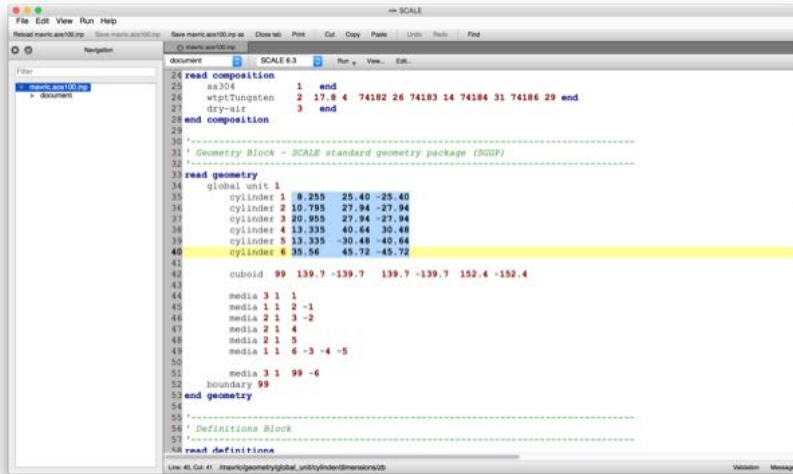 SCALE
File Edit View Run Help
Reload mavric.aos100.inp Save mavric.aos100.inp Save mavric.aos100.inp as Close tab Print Cut Copy Paste Undo Redo Find
Navigation mavric.aos100.inp
document SCALE 6.3 Run View... Edit...
Filter
mavric.aos100.inp
document
24 read composition
25 ss304 1 end
26 wtptTungsten 2 17.8 4 74182 26 74183 14 74184 31 74186 29 end
27 dry-air 3 end
28 end composition
29
30 '--------------------------------------------------------------------------------
31 ' Geometry Block - SCALE standard geometry package (SGGP)
32 '--------------------------------------------------------------------------------
33 read geometry
34 global unit 1
35 cylinder 1 8.255 25.40 -25.40
36 cylinder 2 10.795 27.94 -27.94
37 cylinder 3 20.955 27.94 -27.94
38 cylinder 4 13.335 40.64 30.48
39 cylinder 5 13.335 -30.48 -40.64
40 cylinder 6 35.56 45.72 -45.72
41
42 cuboid 99 139.7 -139.7 139.7 -139.7 152.4 -152.4
43
44 media 3 1 1
45 media 1 1 2 -1
46 media 2 1 3 -2
47 media 2 1 4
48 media 2 1 5
49 media 1 1 6 -3 -4 -5
50
51 media 3 1 99 -6
52 boundary 99
53 end geometry
54
55 '--------------------------------------------------------------------------------
56 ' Definitions Block
57 '--------------------------------------------------------------------------------
58 read definitions
Line: 40, Col: 41 /mavric/geometry/global_unit/cylinder/dimensions/zb Validation Message